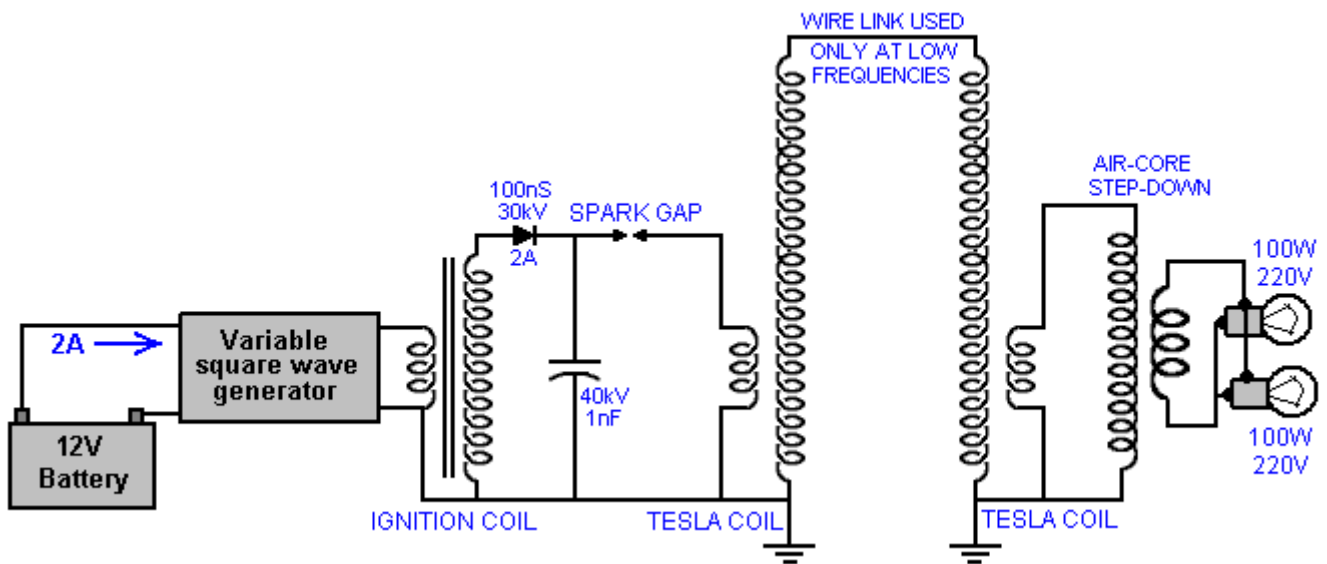 WIRE LINK USED
ONLY AT LOW
FREQUENCIES
AIR-CORE
STEP-DOWN
100nS
30kV
SPARK GAP
2A
100W
220V
2A
Variable
square wave
generator
40kV
1nF
12V
Battery
100W
220V
IGNITION COIL
TESLA COIL
TESLA COIL